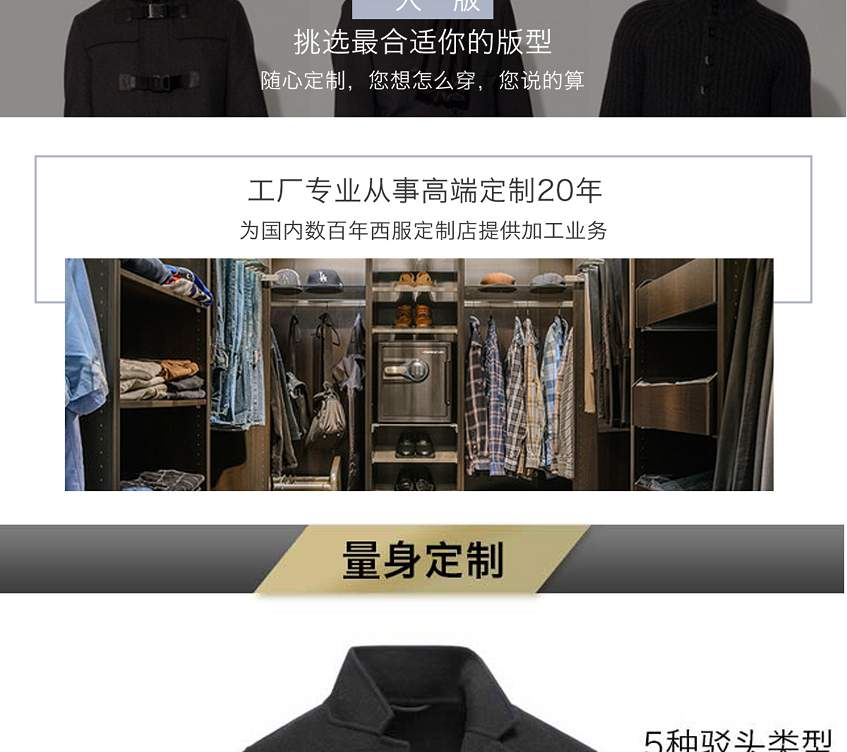 人 版
挑选最合适你的版型
随心定制，您想怎么穿，您说的算
工厂专业从事高端定制20年
为国内数百年西服定制店提供加工业务
量身定制
5种驳头类型